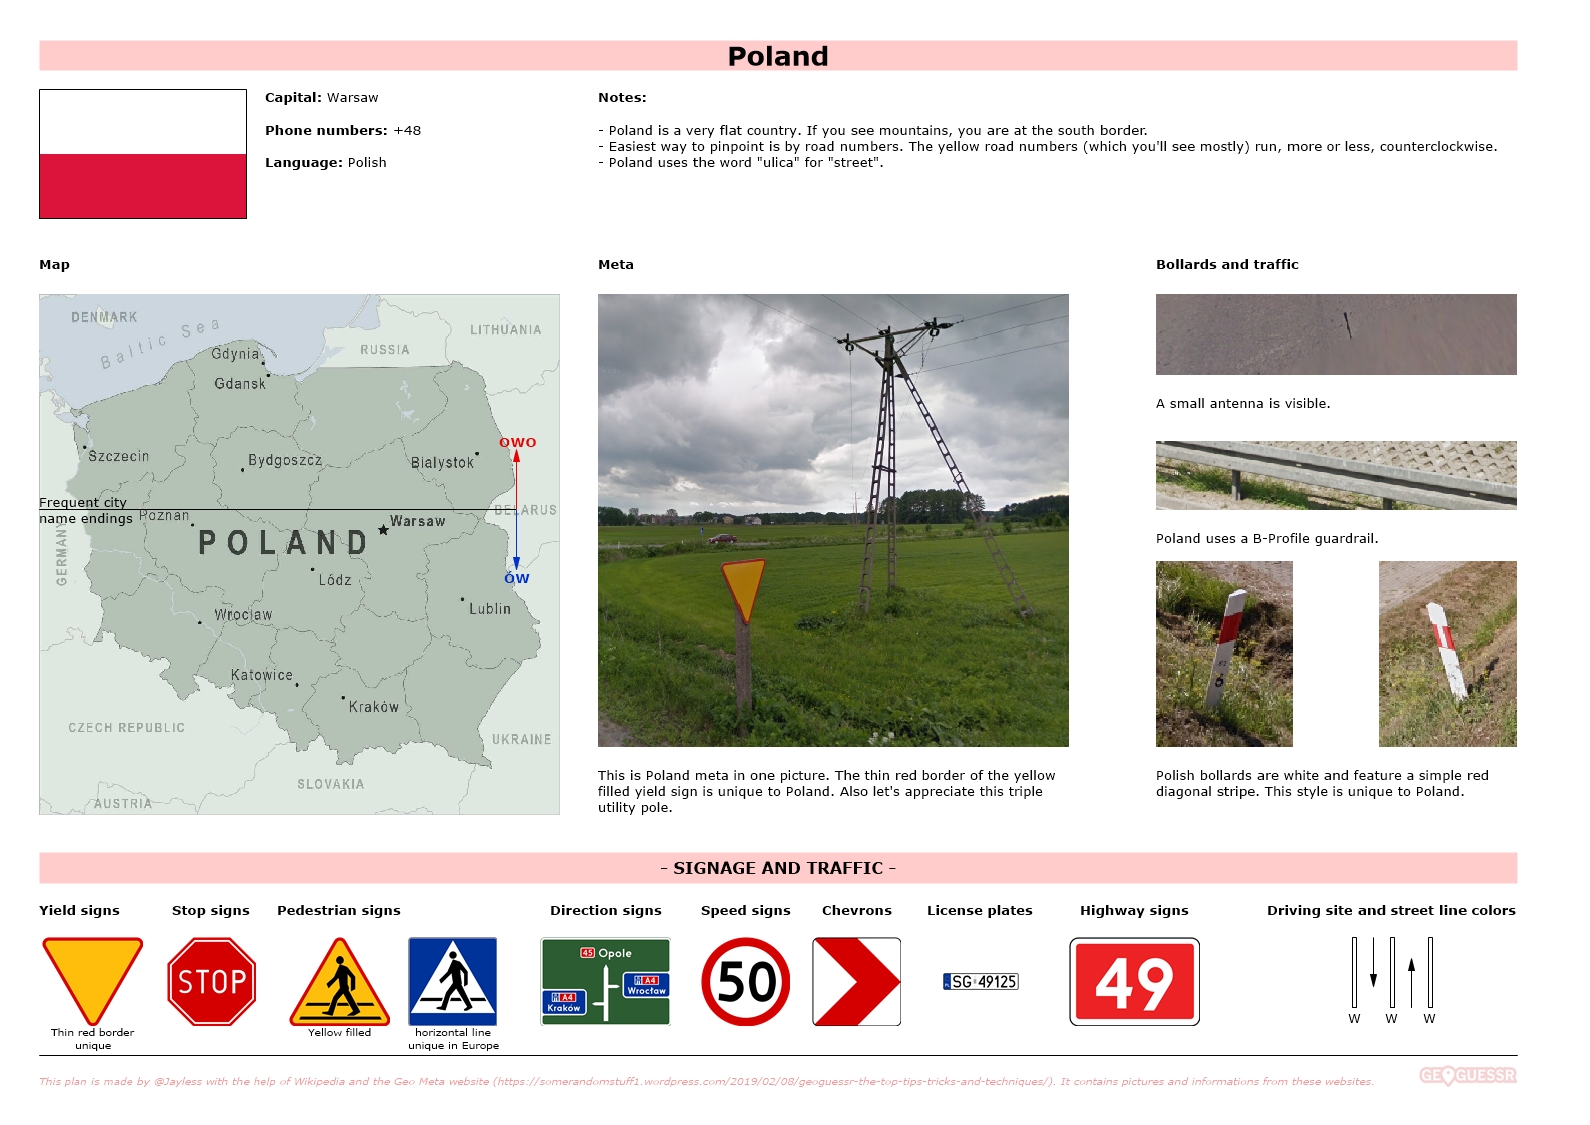 Poland
Capital: Warsaw
Phone numbers: +48
Language: Polish
Notes:
- Poland is a very flat country. If you see mountains, you are at the south border.
- Easiest way to pinpoint is by road numbers. The yellow road numbers (which you'll see mostly) run, more or less, counterclockwise.
- Poland uses the word "ulica" for "street".
Map
DENMARK
Baltic Sea
LITHUANIA
RUSSIA
Gdynia
Gdansk
OWO
Szczecin
Bydgoszcz
Bialystok
Frequent city
name endings
Poznan
BELARUS
Warsaw
POLAND
GERMANY
Lódz
ÓW
Lublin
Wroclaw
Katowice
Kraków
CZECH REPUBLIC
UKRAINE
SLOVAKIA
AUSTRIA
Meta
This is Poland meta in one picture. The thin red border of the yellow
filled yield sign is unique to Poland. Also let's appreciate this triple
utility pole.
Bollards and traffic
A small antenna is visible.
Poland uses a B-Profile guardrail.
Polish bollards are white and feature a simple red
diagonal stripe. This style is unique to Poland.
- SIGNAGE AND TRAFFIC -
Yield signs
Thin red border
unique
Stop signs
STOP
Pedestrian signs
Yellow filled
horizontal line
unique in Europe
Direction signs
45 Opole
A4
Wrocław
A4
Kraków
Speed signs
50
Chevrons
License plates
SG 49125
Highway signs
49
Driving site and street line colors
W W W
This plan is made by @Jayless with the help of Wikipedia and the Geo Meta website (https://somerandomstuff1.wordpress.com/2019/02/08/geoguessr-the-top-tips-tricks-and-techniques/). It contains pictures and informations from these websites.
GEOGUESSR